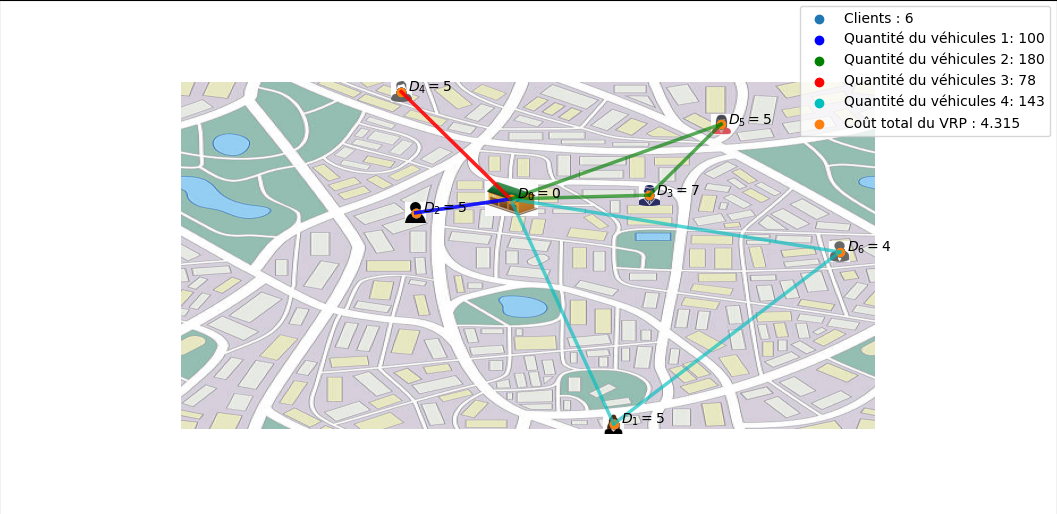 Clients : 6
Quantité du véhicules 1: 100
Quantité du véhicules 2: 180
Quantité du véhicules 3: 78
Quantité du véhicules 4: 143
Coût total du VRP : 4.315
D₄ = 5
D₅ = 5
D₀ = 0
D₃ = 7
D₂ = 5
D₆ = 4
D₁ = 5